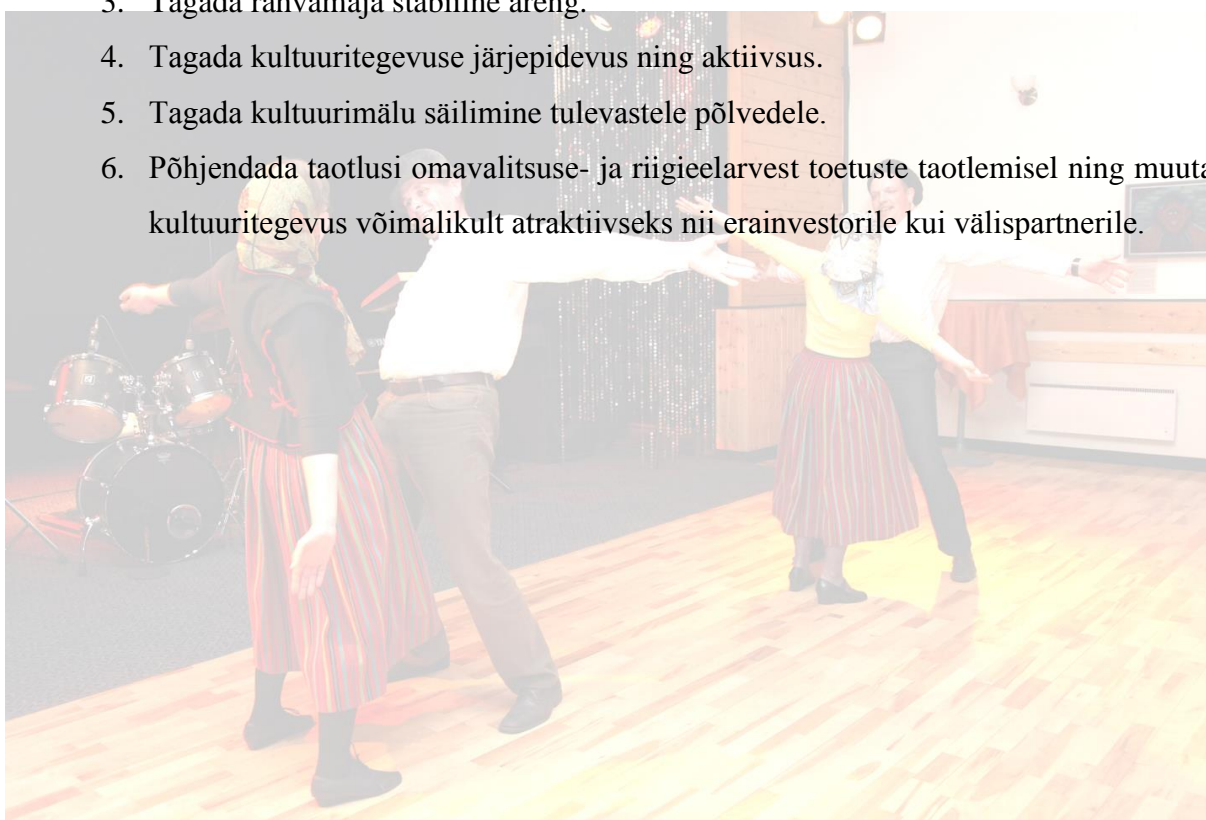 3. Tagada rahvamaja stabiilne areng.
4. Tagada kultuuritegevuse järjepidevus ning aktiivsus.
5. Tagada kultuurimälu säilimine tulevastele põlvedele.
6. Põhjendada taotlusi omavalitsuse- ja riigieelarvest toetuste taotlemisel ning muuta
kultuuritegevus võimalikult atraktiivseks nii erainvestorile kui välispartnerile.